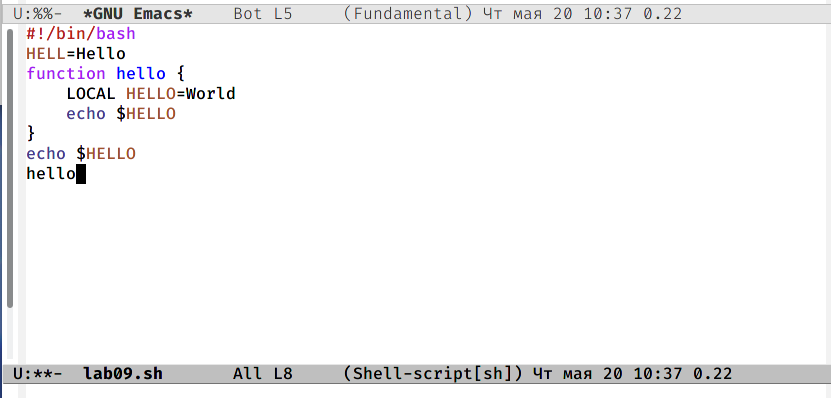 U:%%-  *GNU Emacs*    Bot L5     (Fundamental) Чт мая 20 10:37 0.22
#!/bin/bash
HELL=Hello
function hello {
    LOCAL HELLO=World
    echo $HELLO
}
echo $HELLO
hello
U:**-  lab09.sh       All L8     (Shell-script[sh]) Чт мая 20 10:37 0.22